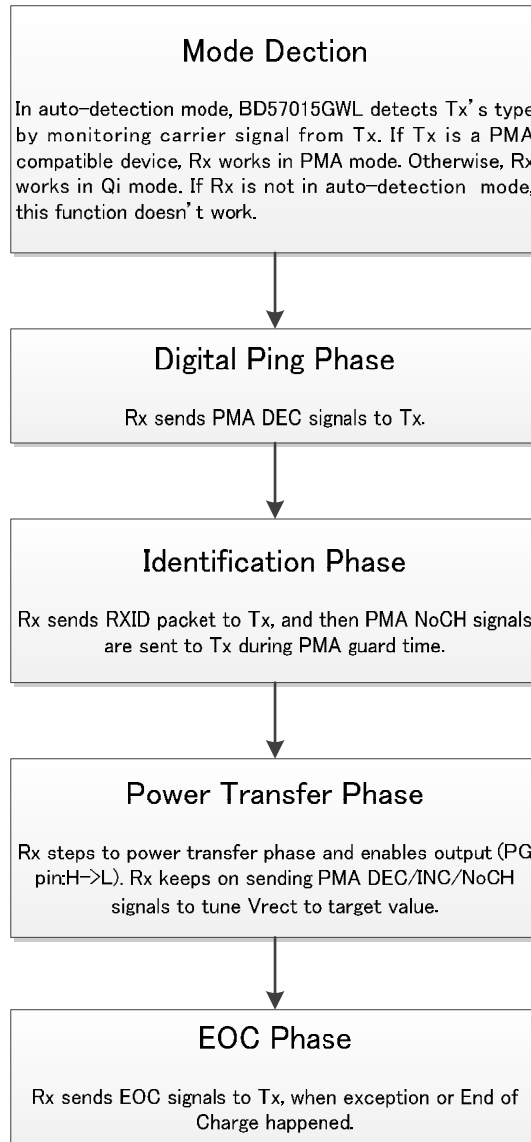 Mode Dection
In auto-detection mode, BD57015GWL detects Tx's type
by monitoring carrier signal from Tx. If Tx is a PMA
compatible device, Rx works in PMA mode. Otherwise, Rx
works in Qi mode. If Rx is not in auto-detection mode,
this function doesn't work.
Digital Ping Phase
Rx sends PMA DEC signals to Tx.
Identification Phase
Rx sends RXID packet to Tx, and then PMA NoCH signals
are sent to Tx during PMA guard time.
Power Transfer Phase
Rx steps to power transfer phase and enables output (PG
pin:H->L). Rx keeps on sending PMA DEC/INC/NoCH
signals to tune Vrect to target value.
EOC Phase
Rx sends EOC signals to Tx, when exception or End of
Charge happened.